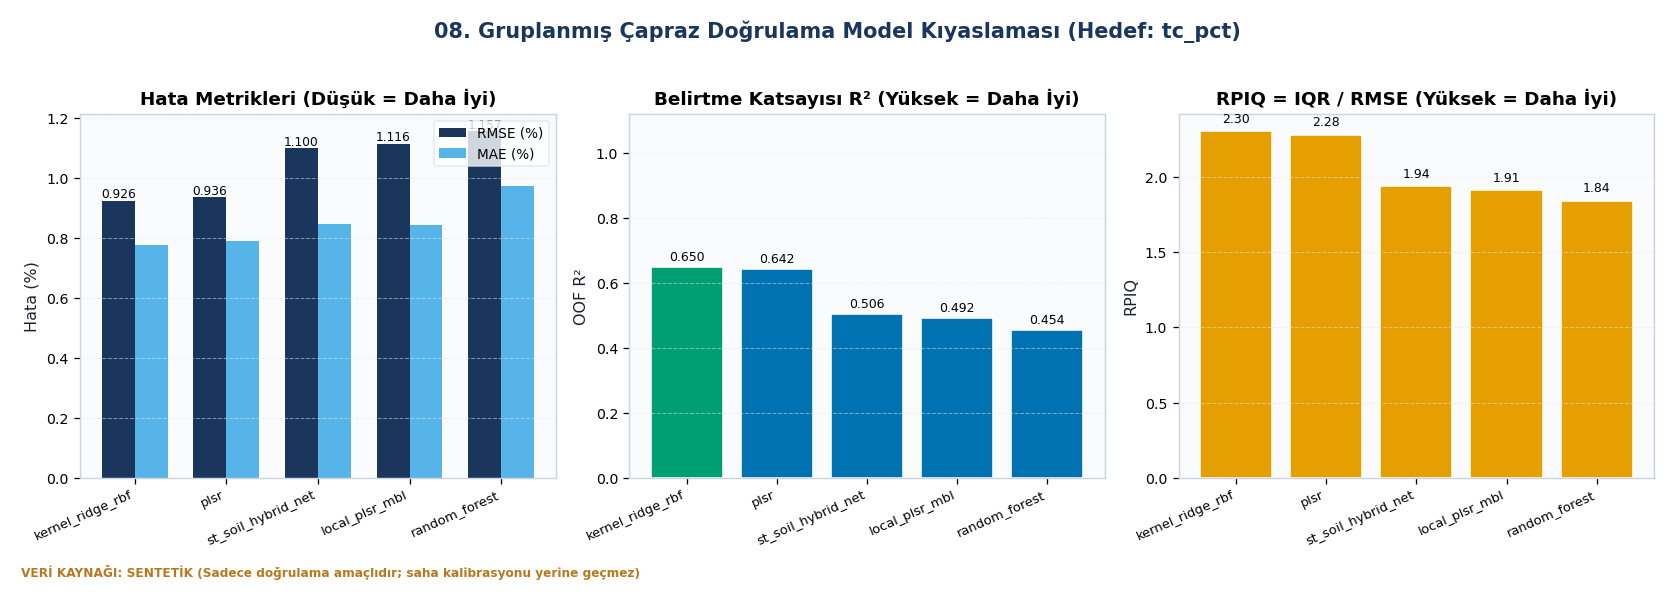 08. Gruplanmış Çapraz Doğrulama Model Kıyaslaması (Hedef: tc_pct)
Hata Metrikleri (Düşük = Daha İyi)
Hata (%)
1.2
1.0
0.8
0.6
0.4
0.2
0.0
0.926
0.936
1.100
1.116
1.157
RMSE (%)
MAE (%)
kernel_ridge_rbf
plsr
st_soil_hybrid_net
local_plsr_mbl
random_forest
Belirtme Katsayısı R² (Yüksek = Daha İyi)
OOF R²
1.0
0.8
0.6
0.4
0.2
0.0
0.650
0.642
0.506
0.492
0.454
kernel_ridge_rbf
plsr
st_soil_hybrid_net
local_plsr_mbl
random_forest
RPIQ = IQR / RMSE (Yüksek = Daha İyi)
RPIQ
2.0
1.5
1.0
0.5
0.0
2.30
2.28
1.94
1.91
1.84
kernel_ridge_rbf
plsr
st_soil_hybrid_net
local_plsr_mbl
random_forest
VERİ KAYNAĞI: SENTETİK (Sadece doğrulama amaçlıdır; saha kalibrasyonu yerine geçmez)